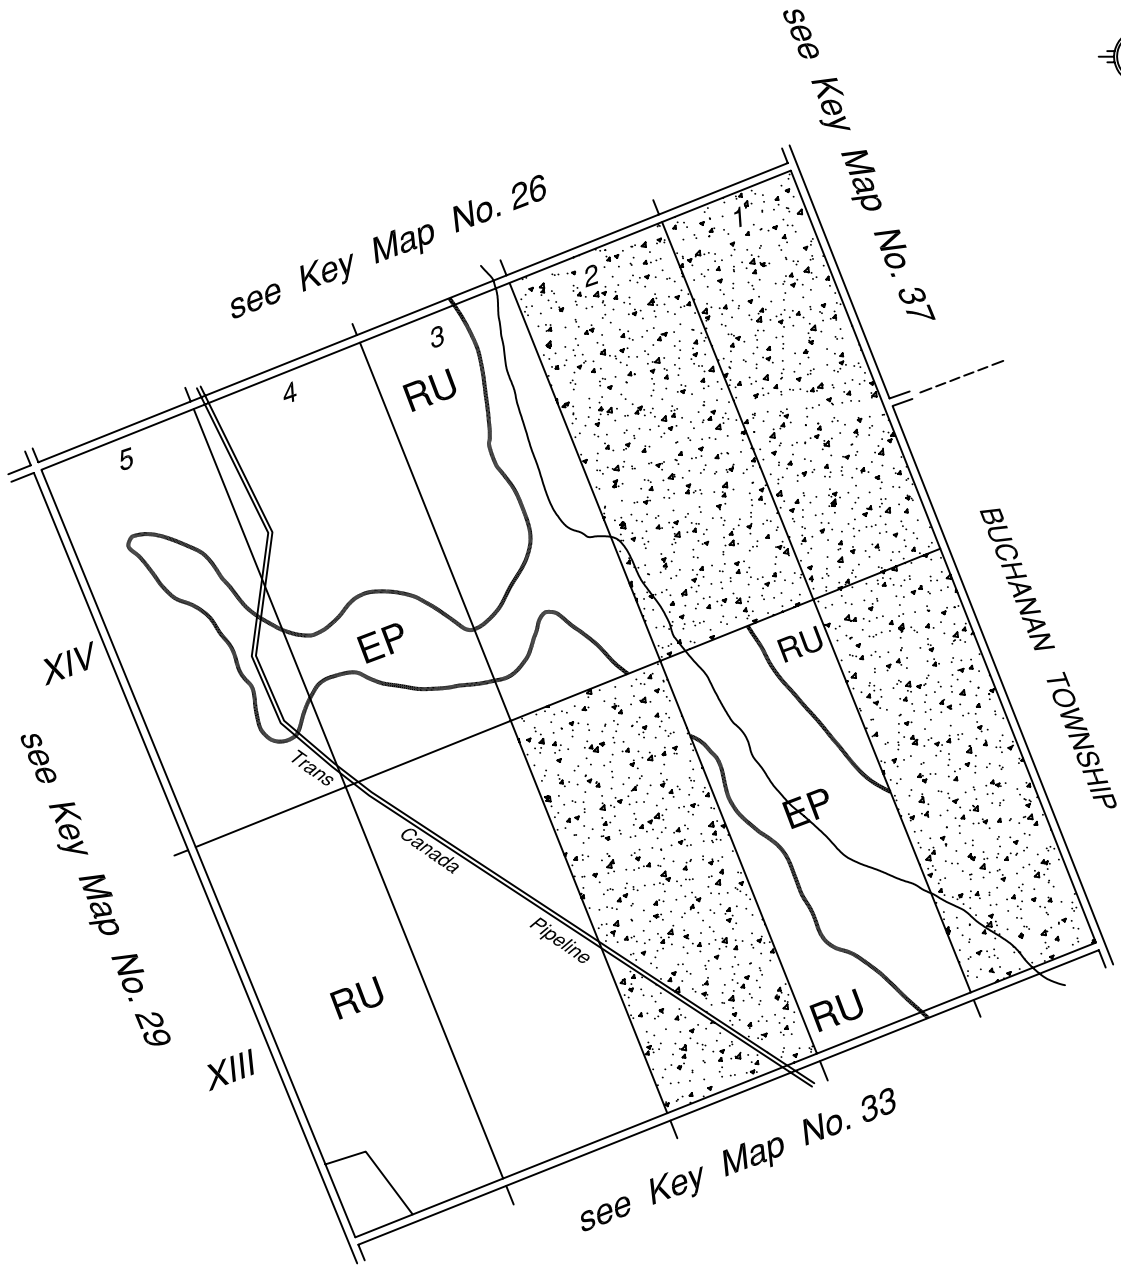 see Key Map No. 37
see Key Map No. 26
1
2
3
4
5
RU
EP
RU
XIV
BUCHANAN TOWNSHIP
EP
Trans Canada Pipeline
see Key Map No. 29
RU
RU
XIII
see Key Map No. 33